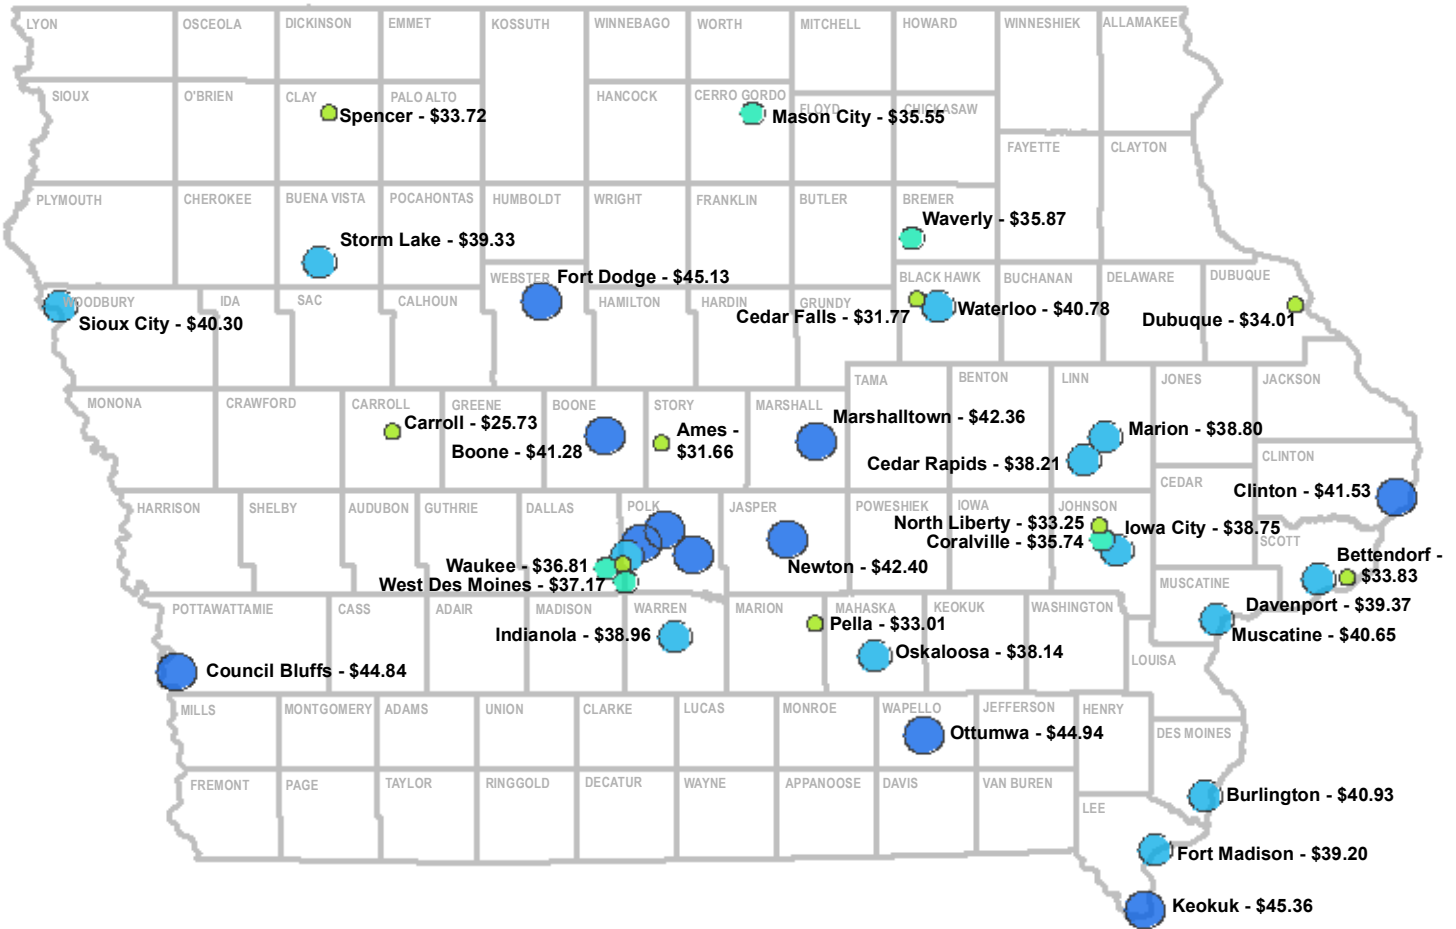 LYON
OSCEOLA
DICKINSON
EMMET
KOSSUTH
WINNEBAGO
WORTH
MITCHELL
HOWARD
WINNESHIEK
ALLAMAKEE
SIOUX
O'BRIEN
CLAY
PALO ALTO
HANCOCK
CERRO GORDO
FLOYD
CHICKASAW
Spencer - $33.72
Mason City - $35.55
FAYETTE
CLAYTON
PLYMOUTH
CHEROKEE
BUENA VISTA
POCAHONTAS
HUMBOLDT
WRIGHT
FRANKLIN
BUTLER
BREMER
Waverly - $35.87
Storm Lake - $39.33
WEBSTER
Fort Dodge - $45.13
BLACK HAWK
BUCHANAN
DELAWARE
DUBUQUE
WOODBURY
IDA
SAC
CALHOUN
HAMILTON
HARDIN
GRUNDY
Sioux City - $40.30
Cedar Falls - $31.77
Waterloo - $40.78
Dubuque - $34.01
MONONA
CRAWFORD
CARROLL
GREENE
BOONE
STORY
MARSHALL
TAMA
BENTON
LINN
JONES
JACKSON
Carroll - $25.73
Boone - $41.28
Ames -
$31.66
Marshalltown - $42.36
Marion - $38.80
Cedar Rapids - $38.21
CLINTON
CEDAR
Clinton - $41.53
HARRISON
SHELBY
AUDUBON
GUTHRIE
DALLAS
POLK
JASPER
POWESHIEK
IOWA
JOHNSON
North Liberty - $33.25
Iowa City - $38.75
Coralville - $35.74
SCOTT
Bettendorf -
$33.83
Waukee - $36.81
Newton - $42.40
West Des Moines - $37.17
MUSCATINE
Davenport - $39.37
Muscatine - $40.65
POTTAWATTAMIE
CASS
ADAIR
MADISON
WARREN
MARION
MAHASKA
KEOKUK
WASHINGTON
Indianola - $38.96
Pella - $33.01
Oskaloosa - $38.14
LOUISA
Council Bluffs - $44.84
MILLS
MONTGOMERY
ADAMS
UNION
CLARKE
LUCAS
MONROE
WAPELLO
JEFFERSON
HENRY
DES MOINES
Ottumwa - $44.94
FREMONT
PAGE
TAYLOR
RINGGOLD
DECATUR
WAYNE
APPANOOSE
DAVIS
VAN BUREN
LEE
Burlington - $40.93
Fort Madison - $39.20
Keokuk - $45.36